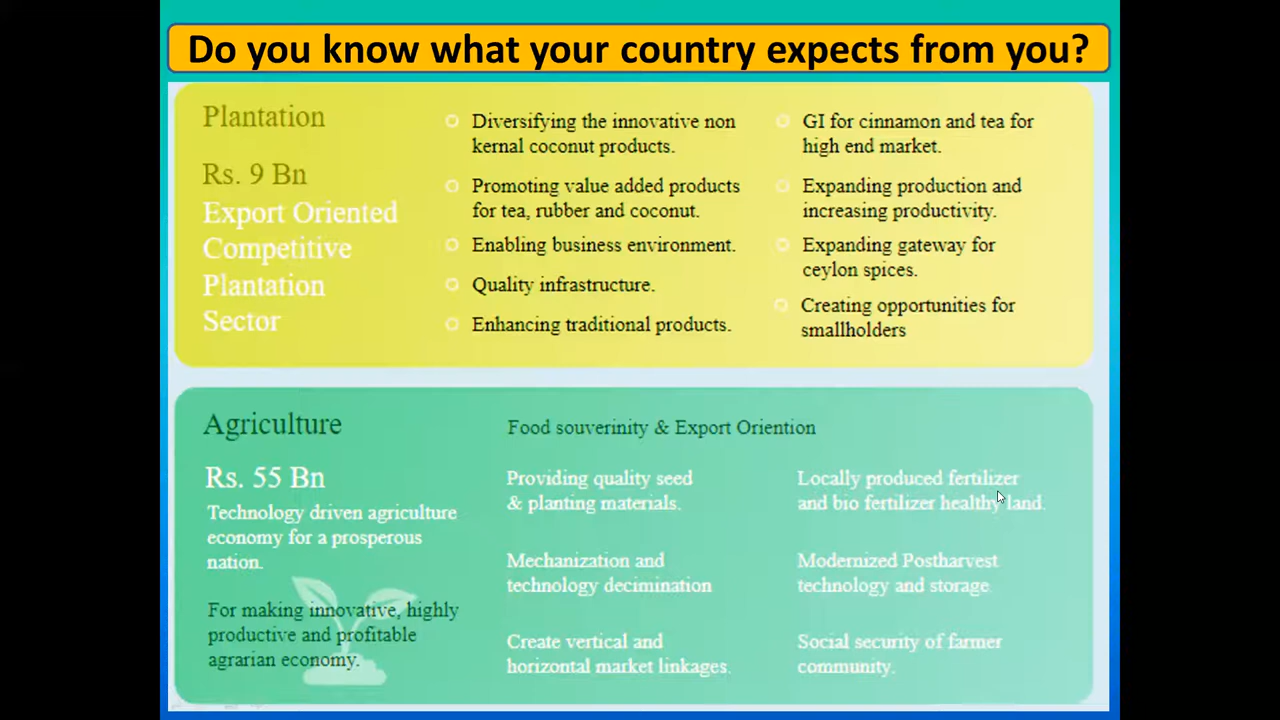 Do you know what your country expects from you?
Plantation
Rs. 9 Bn
Export Oriented
Competitive
Plantation
Sector
Diversifying the innovative non
kernal coconut products.
Promoting value added products
for tea, rubber and coconut.
Enabling business environment.
Quality infrastructure.
Enhancing traditional products.
GI for cinnamon and tea for
high end market.
Expanding production and
increasing productivity.
Expanding gateway for
ceylon spices.
Creating opportunities for
smallholders
Agriculture
Rs. 55 Bn
Technology driven agriculture
economy for a prosperous
nation.
For making innovative, highly
productive and profitable
agrarian economy.
Food souverinity & Export Oriention
Providing quality seed
& planting materials.
Mechanization and
technology decimination
Create vertical and
horizontal market linkages.
Locally produced fertilizer
and bio fertilizer healthy land.
Modernized Postharvest
technology and storage.
Social security of farmer
community.